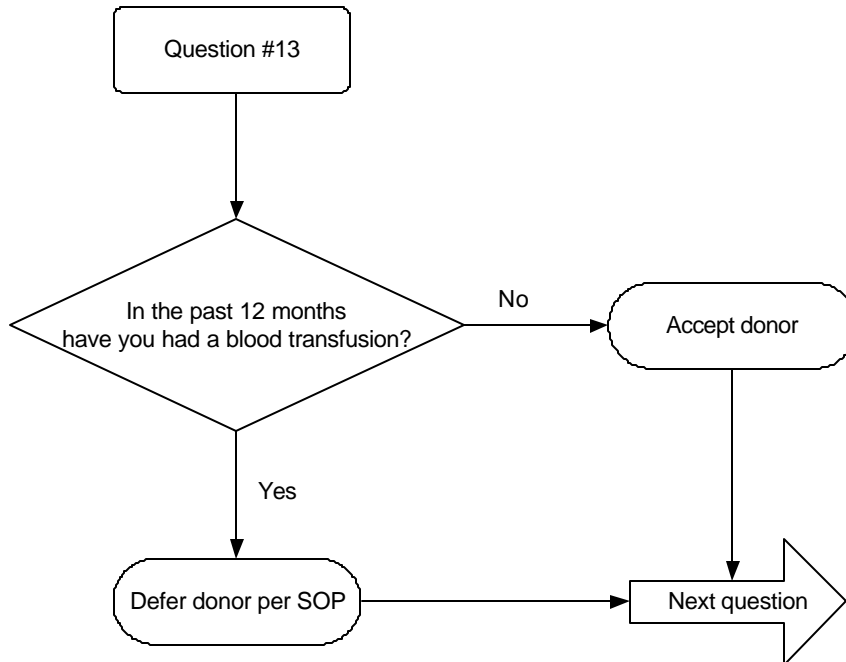 Question #13
In the past 12 months
have you had a blood transfusion?
No
Accept donor
Yes
Defer donor per SOP
Next question